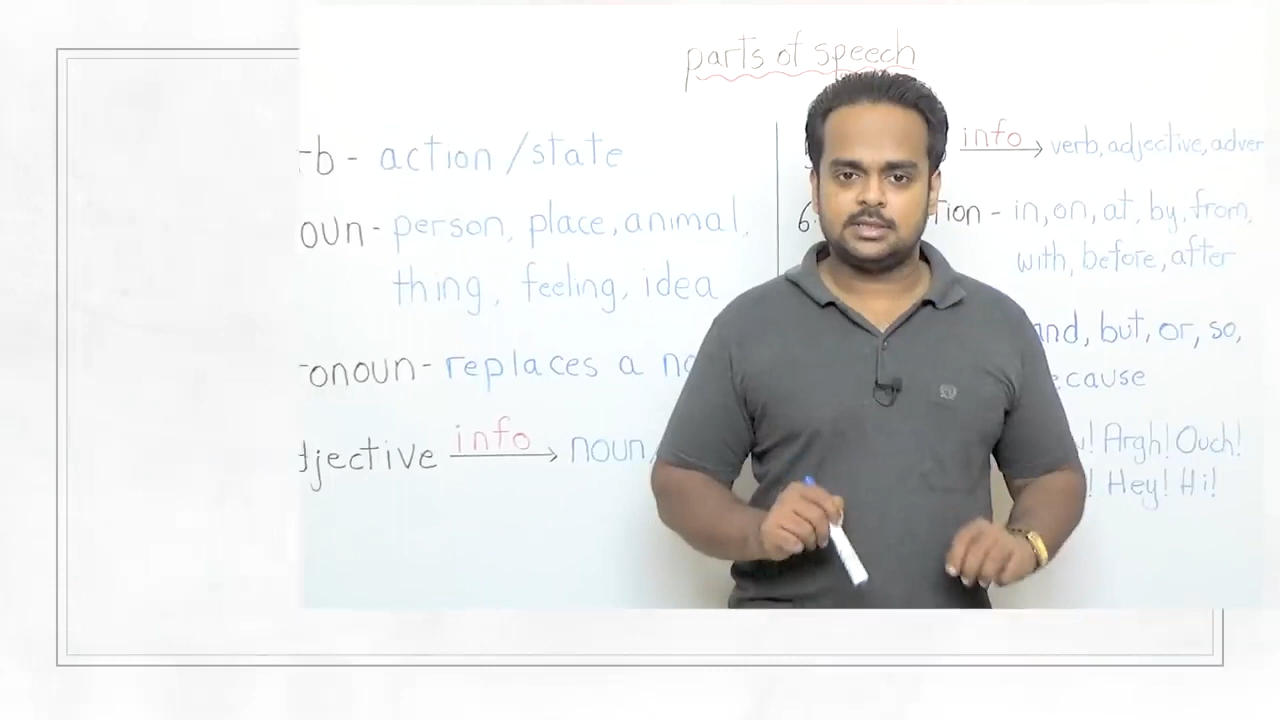 parts of speech
rb - action / state
oun - person, place, animal,
thing, feeling, idea
onoun - replaces a no
djective info → noun,
info → verb, adjective, adver
6. tion - in, on, at, by, from,
with, before, after
and, but, or, so,
ecause
! Argh! Ouch!
! Hey! Hi!